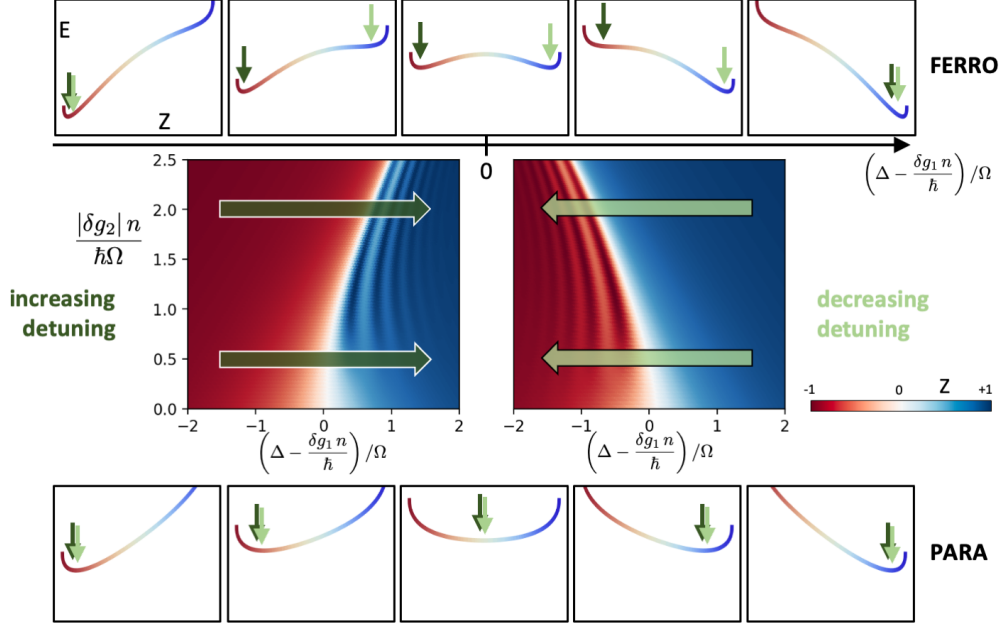 E
Z
FERRO
0
(Δ − δg₁ n / ħ) /Ω
|δg₂| n / ħΩ
2.5
2.0
1.5
1.0
0.5
0.0
−2 −1 0 1 2
(Δ − δg₁ n / ħ) /Ω
increasing
detuning
−2 −1 0 1 2
(Δ − δg₁ n / ħ) /Ω
decreasing
detuning
-1 0 Z +1
PARA